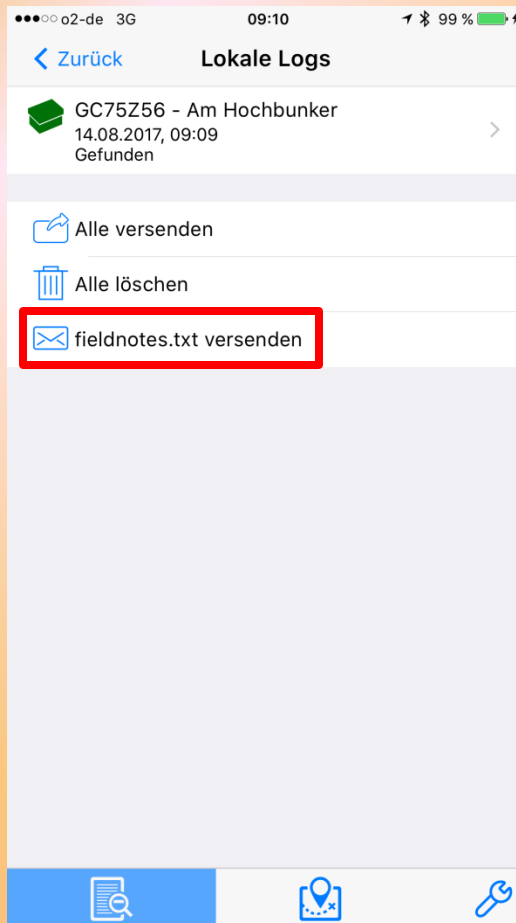 o2-de 3G 09:10 99 %
Zurück Lokale Logs
GC75Z56 - Am Hochbunker
14.08.2017, 09:09
Gefunden
Alle versenden
Alle löschen
fieldnotes.txt versenden